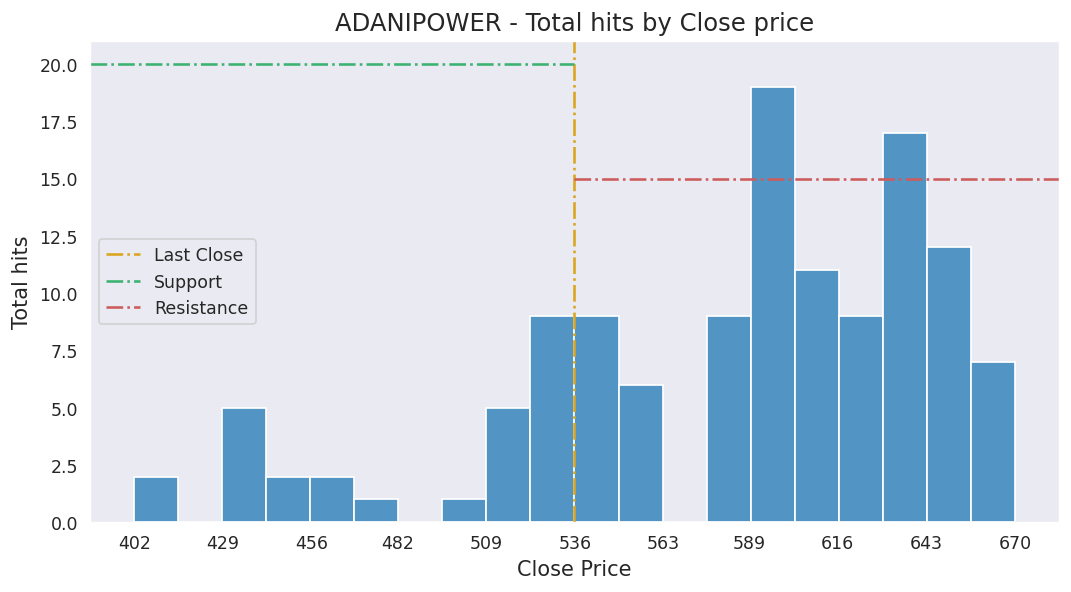 ADANIPOWER - Total hits by Close price
Total hits
20.0
17.5
15.0
12.5
10.0
7.5
5.0
2.5
0.0
Last Close
Support
Resistance
402 429 456 482 509 536 563 589 616 643 670
Close Price